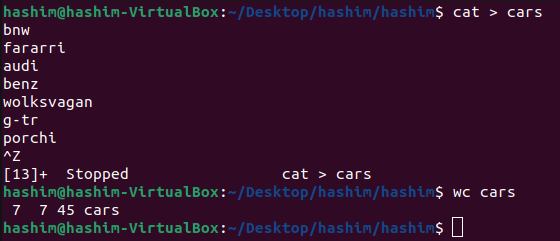 hashim@hashim-VirtualBox:~/Desktop/hashim/hashim$ cat > cars
bnw
fararri
audi
benz
wolksvagan
g-tr
porchi
^Z
[13]+  Stopped                 cat > cars
hashim@hashim-VirtualBox:~/Desktop/hashim/hashim$ wc cars
 7  7 45 cars
hashim@hashim-VirtualBox:~/Desktop/hashim/hashim$